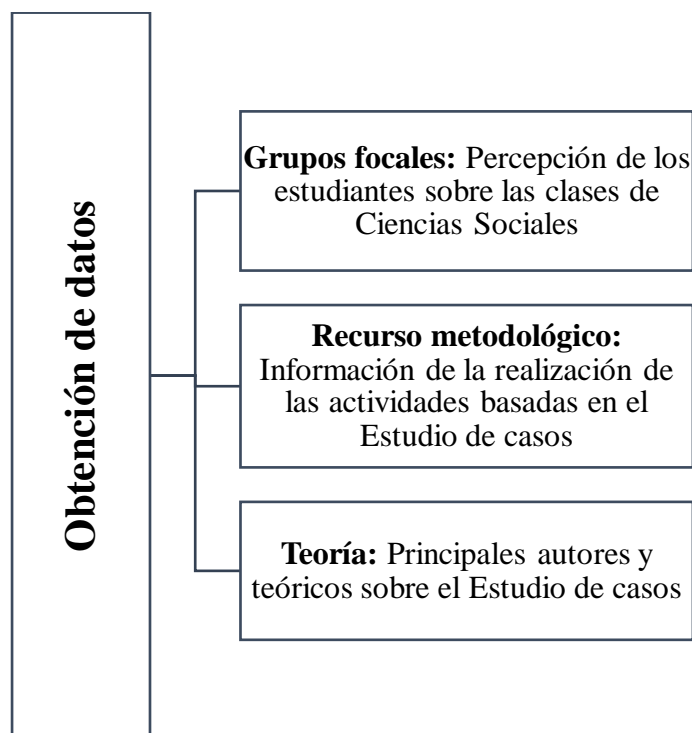 Obtención de datos
Grupos focales: Percepción de los
estudiantes sobre las clases de
Ciencias Sociales
Recurso metodológico:
Información de la realización de
las actividades basadas en el
Estudio de casos
Teoría: Principales autores y
teóricos sobre el Estudio de casos